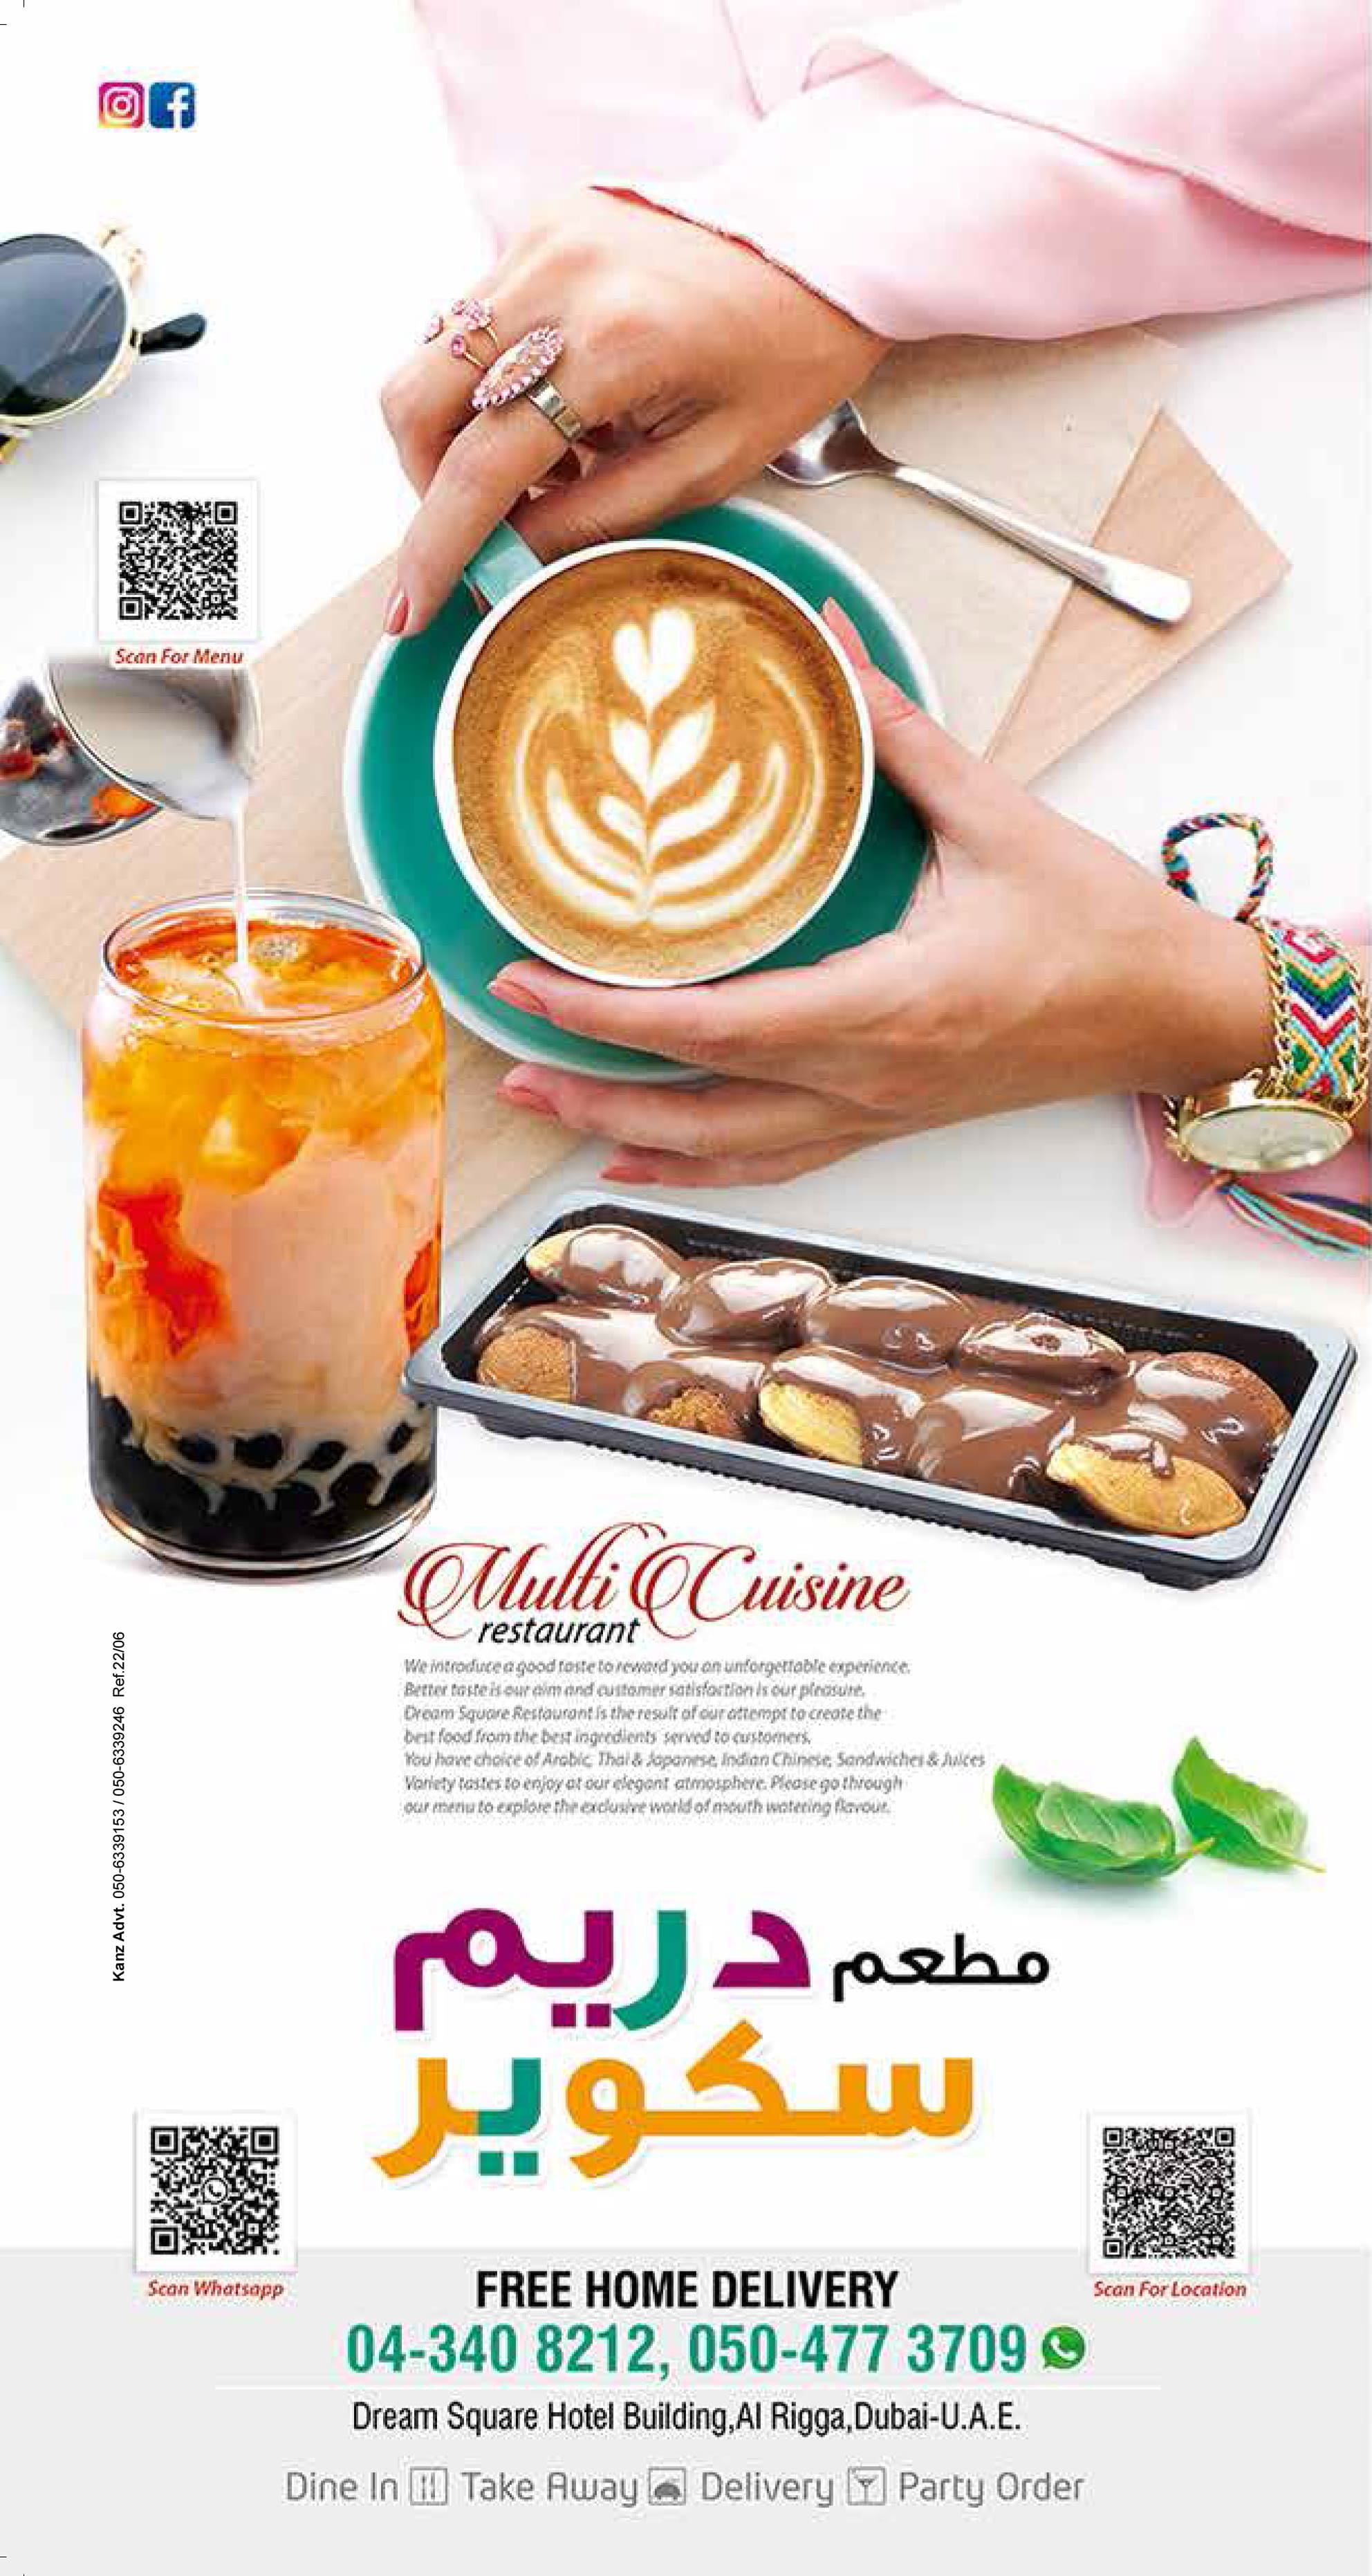 Scan For Menu
Multi Cuisine
restaurant
We introduce a good taste to reward you an unforgettable experience.
Better taste is our aim and customer satisfaction is our pleasure.
Dream Square Restaurant is the result of our attempt to create the
best food from the best ingredients served to customers.
You have choice of Arabic, Thai & Japanese, Indian Chinese, Sandwiches & Juices
Variety tastes to enjoy at our elegant atmosphere. Please go through
our menu to explore the exclusive world of mouth watering flavour.
Kanz Advt. 050-6339153 / 050-6339246 Ref.22/06
مطعم دريم
سكوير
Scan Whatsapp
Scan For Location
FREE HOME DELIVERY
04-340 8212, 050-477 3709
Dream Square Hotel Building,Al Rigga,Dubai-U.A.E.
Dine In Take Away Delivery Party Order